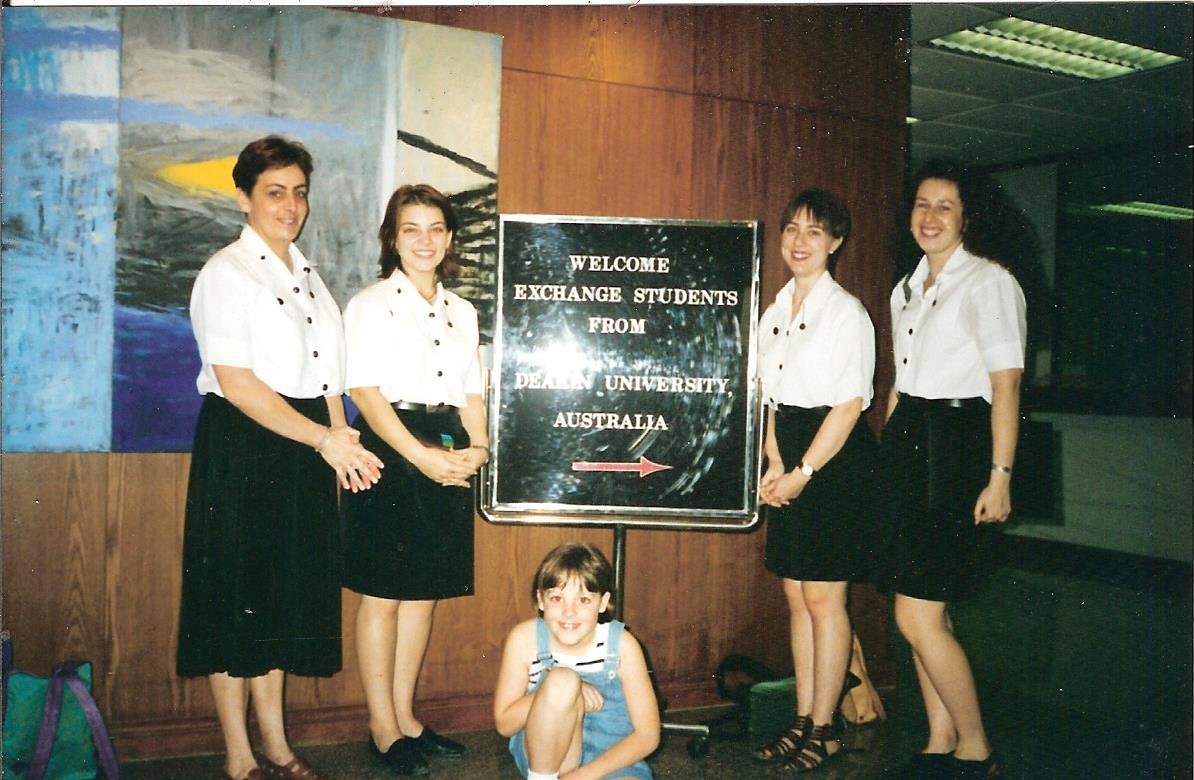 WELCOME
EXCHANGE STUDENTS
FROM
DEAKIN UNIVERSITY,
AUSTRALIA